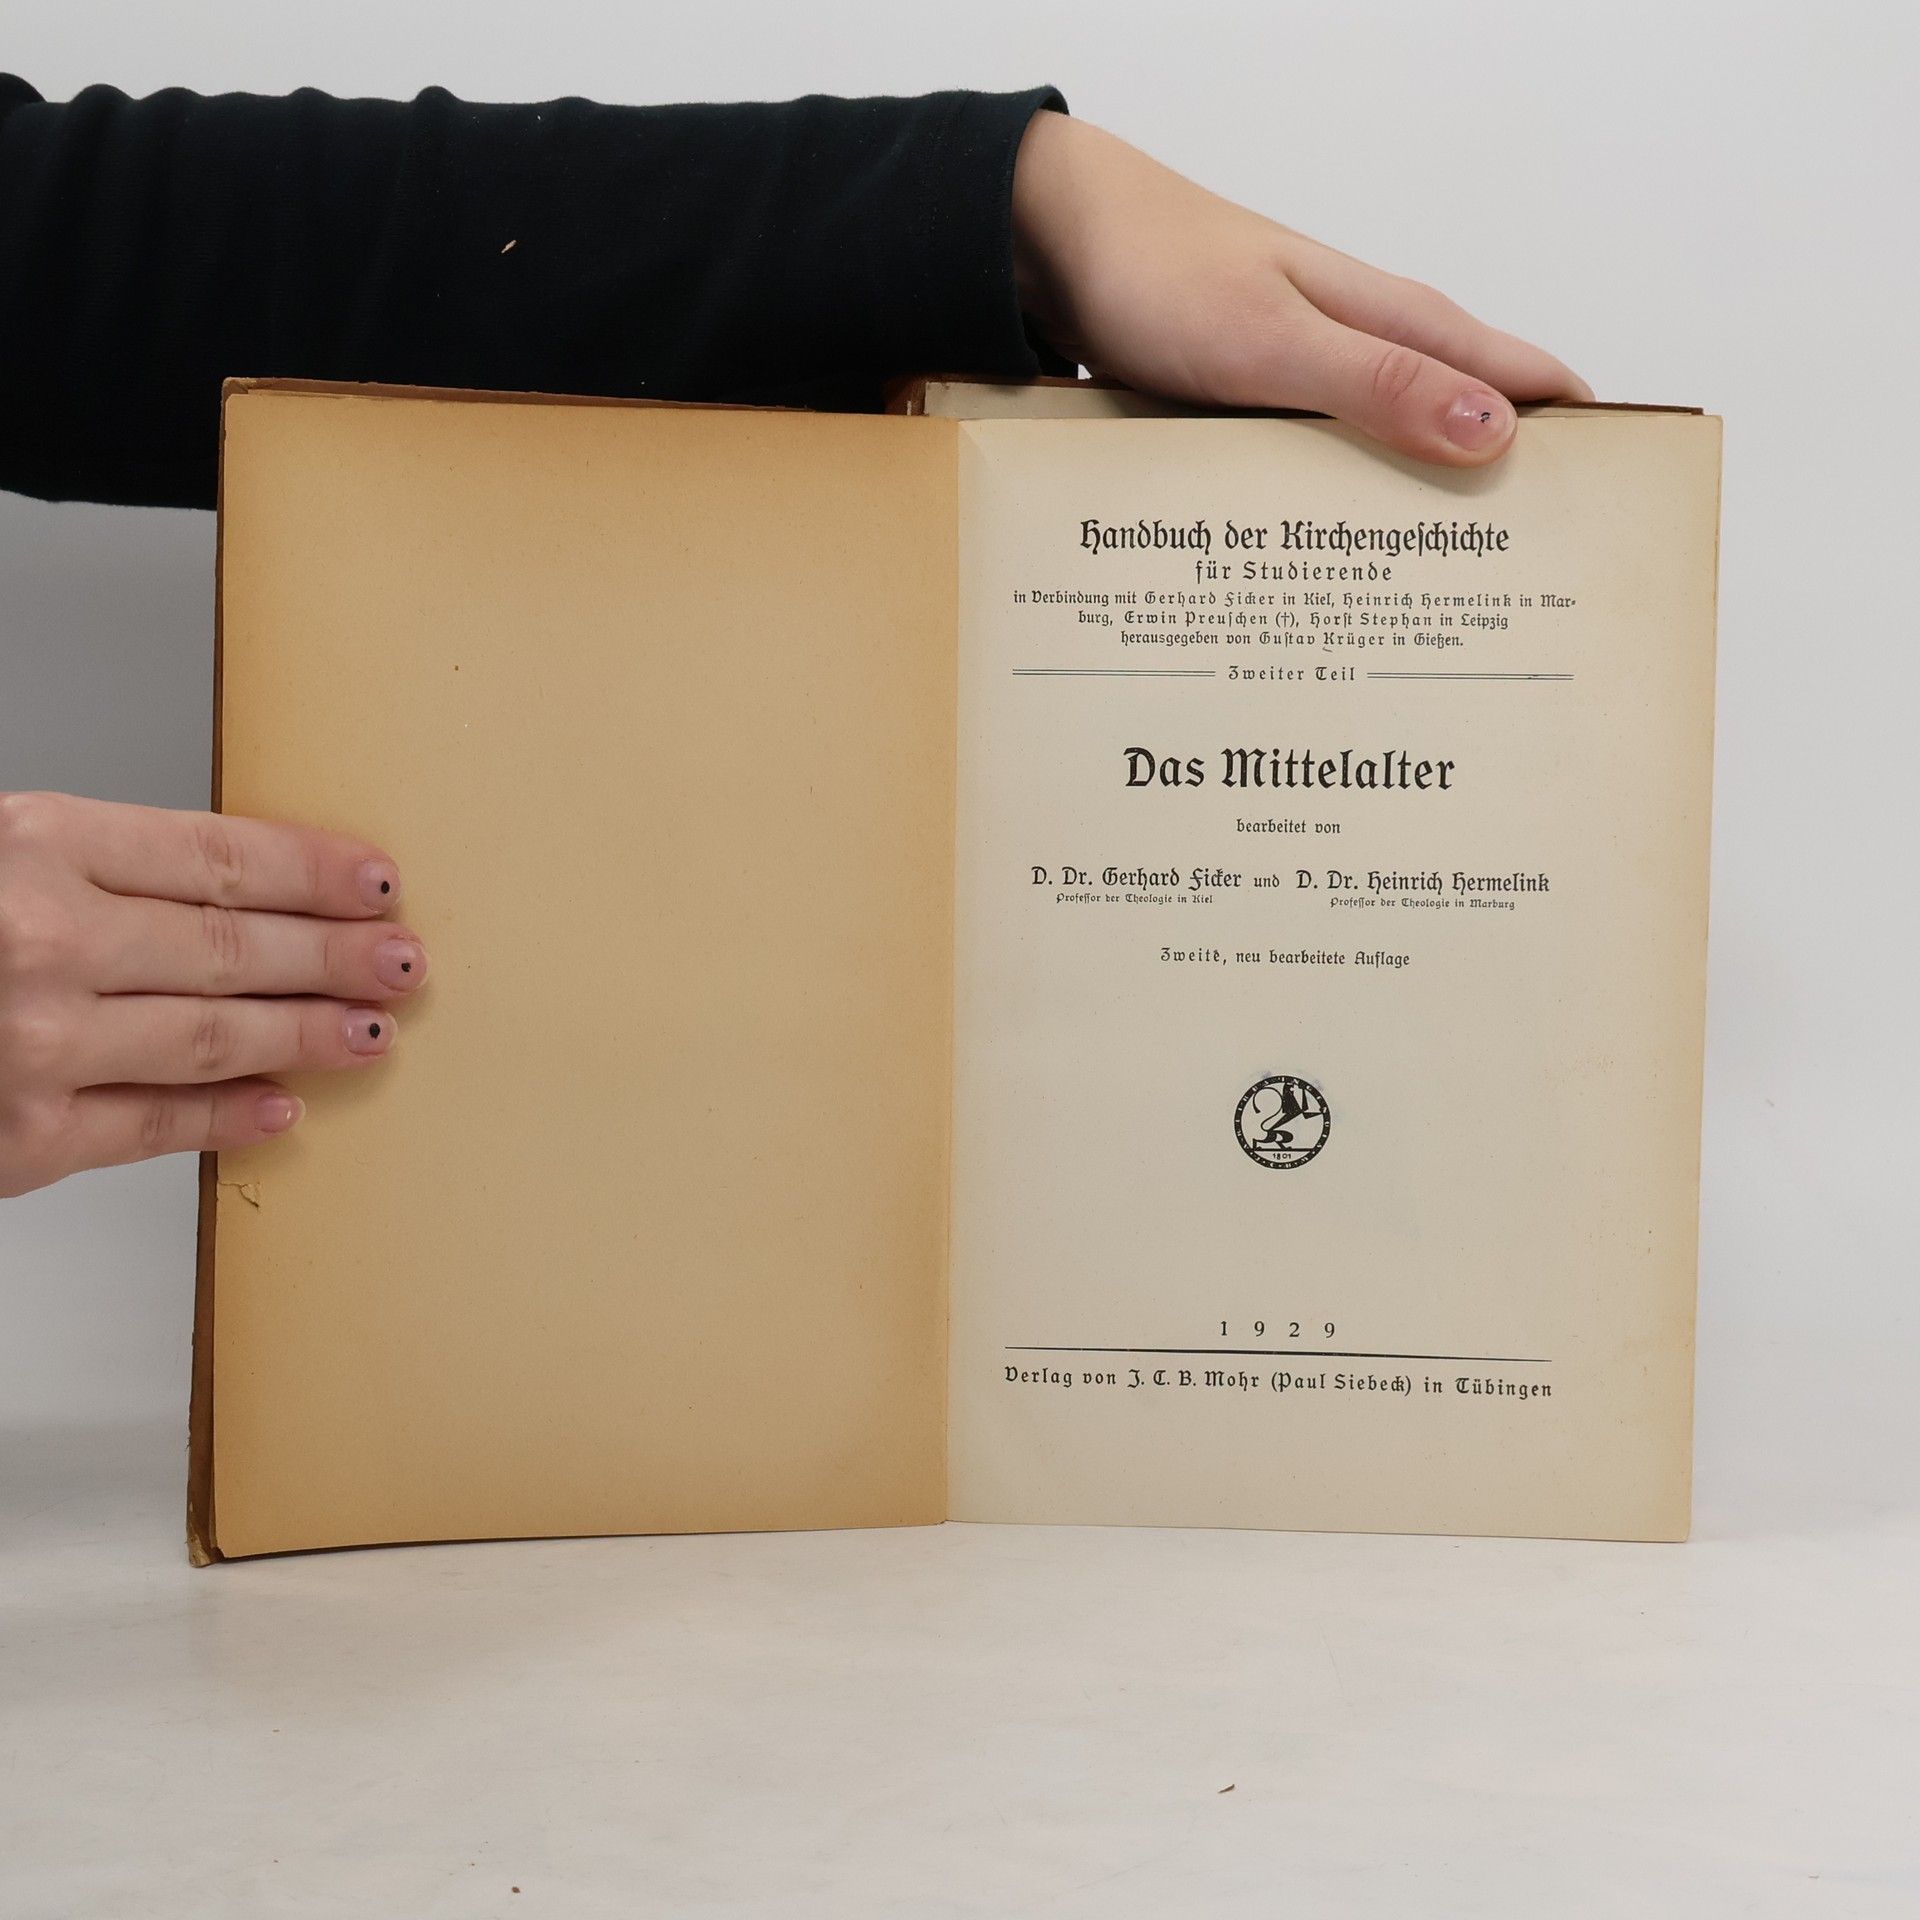 Handbuch der Kirchengeschichte
für Studierende
in Verbindung mit Gerhard Ficker in Kiel, Heinrich Hermelink in Mar-
burg, Erwin Preuschen (†), Horst Stephan in Leipzig
herausgegeben von Gustav Krüger in Gießen.
Zweiter Teil
Das Mittelalter
bearbeitet von
D. Dr. Gerhard Ficker und D. Dr. Heinrich Hermelink
Professor der Theologie in Kiel Professor der Theologie in Marburg
Zweite, neu bearbeitete Auflage
1801
1929
Verlag von J. C. B. Mohr (Paul Siebeck) in Tübingen